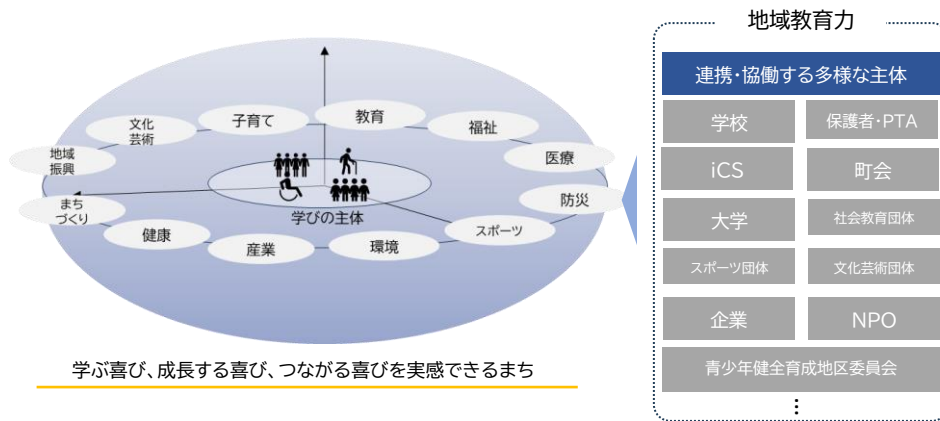 地域教育力
連携・協働する多様な主体
学校
保護者・PTA
iCS
町会
大学
社会教育団体
スポーツ団体
文化芸術団体
企業
NPO
青少年健全育成地区委員会
⋮
子育て
教育
文化
芸術
福祉
地域
振興
医療
防災
まち
づくり
学びの主体
スポーツ
健康
産業
環境
学ぶ喜び、成長する喜び、つながる喜びを実感できるまち